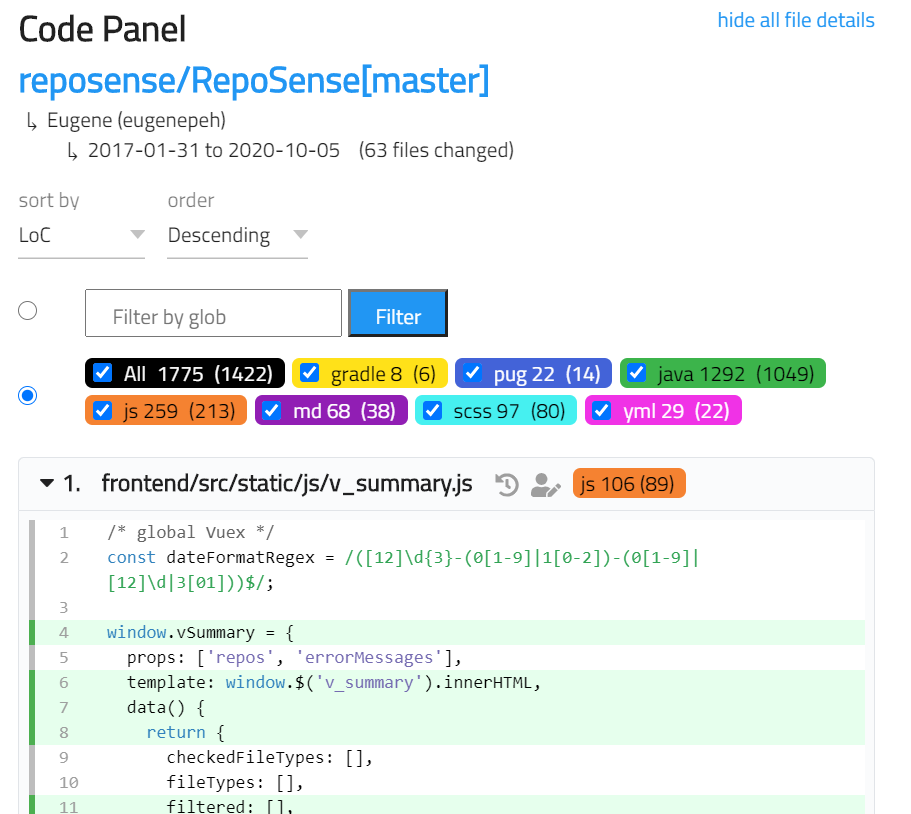 Code Panel
hide all file details
reposense/RepoSense[master]
↳ Eugene (eugenepeh)
↳ 2017-01-31 to 2020-10-05 (63 files changed)
sort by order
LoC Descending
Filter by glob Filter
All 1775 (1422) gradle 8 (6) pug 22 (14) java 1292 (1049)
js 259 (213) md 68 (38) scss 97 (80) yml 29 (22)
1. frontend/src/static/js/v_summary.js js 106 (89)
1 /* global Vuex */
2 const dateFormatRegex = /([12]\d{3}-(0[1-9]|1[0-2])-(0[1-9]|
[12]\d|3[01]))$/;
3
4 window.vSummary = {
5 props: ['repos', 'errorMessages'],
6 template: window.$('v_summary').innerHTML,
7 data() {
8 return {
9 checkedFileTypes: [],
10 fileTypes: [],
11 filtered: [],